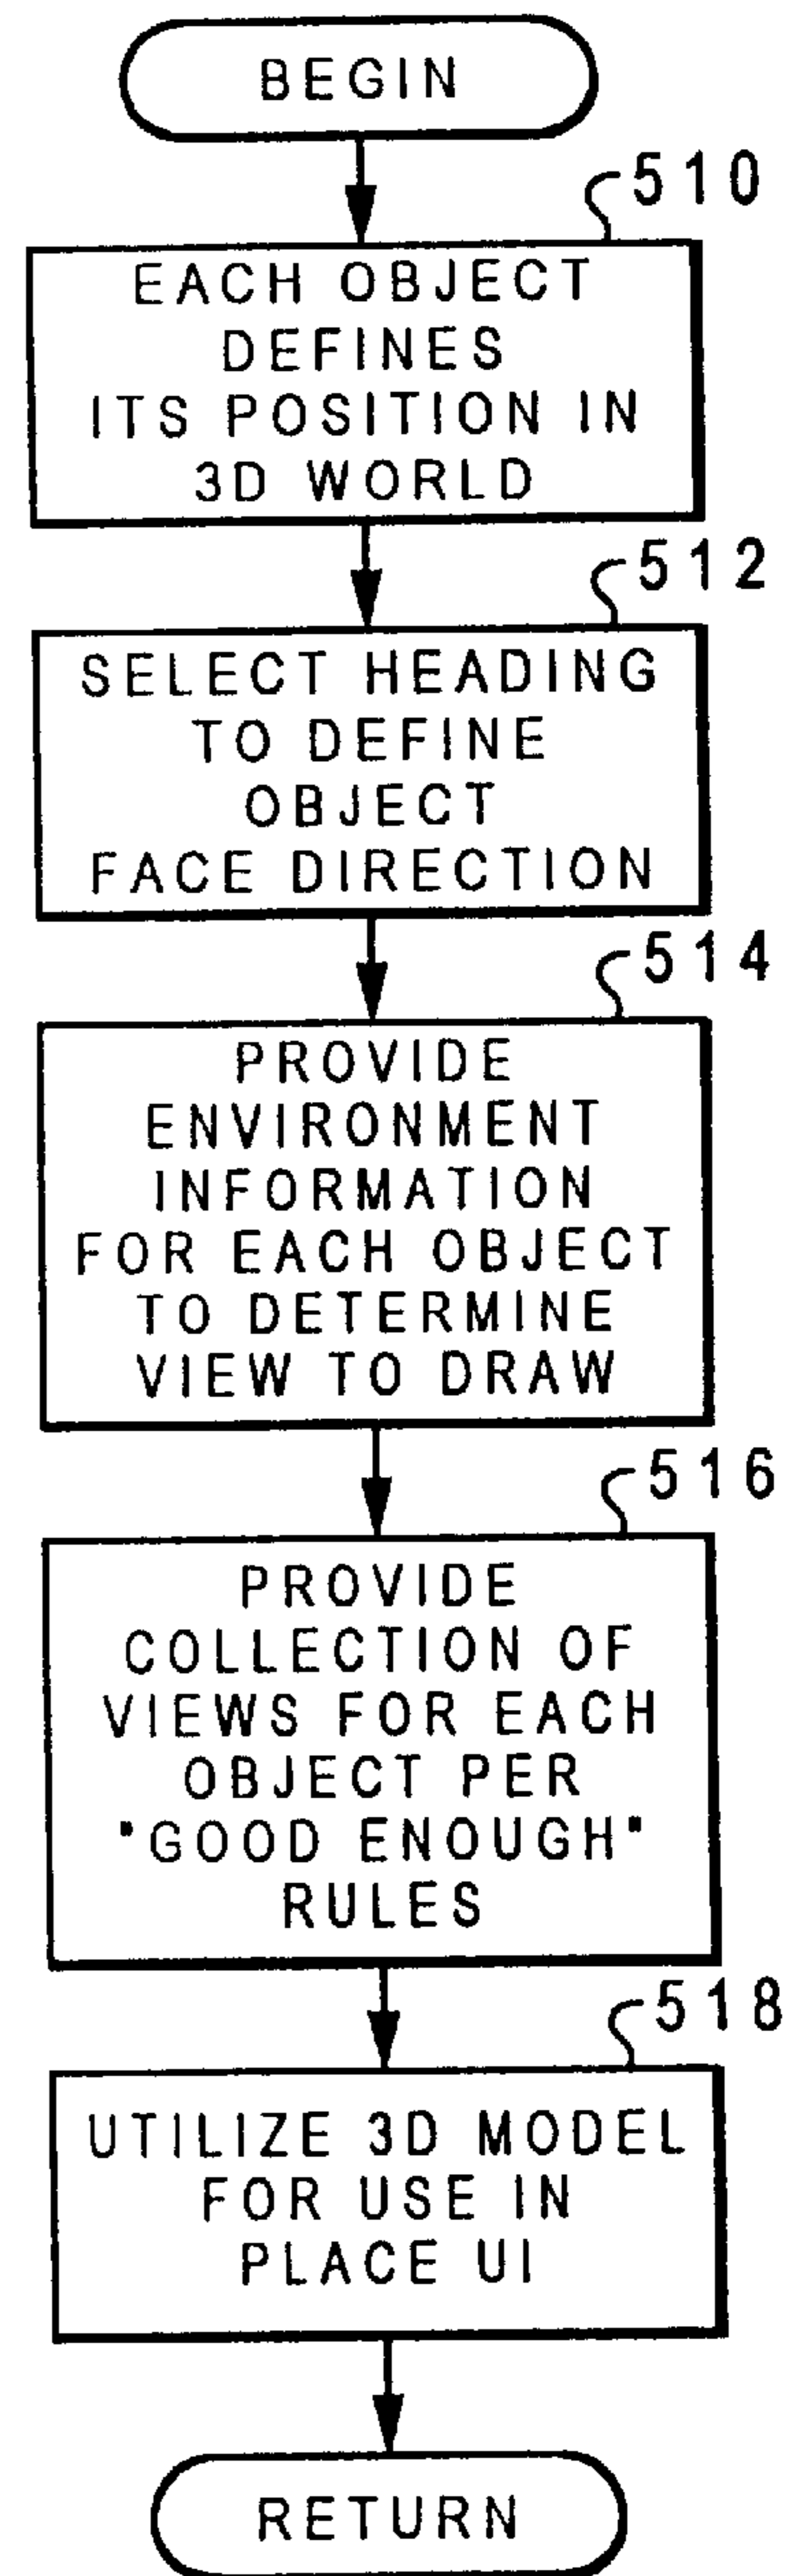 BEGIN
510
EACH OBJECT
DEFINES
ITS POSITION IN
3D WORLD
512
SELECT HEADING
TO DEFINE
OBJECT
FACE DIRECTION
514
PROVIDE
ENVIRONMENT
INFORMATION
FOR EACH OBJECT
TO DETERMINE
VIEW TO DRAW
516
PROVIDE
COLLECTION OF
VIEWS FOR EACH
OBJECT PER
"GOOD ENOUGH"
RULES
518
UTILIZE 3D MODEL
FOR USE IN
PLACE UI
RETURN